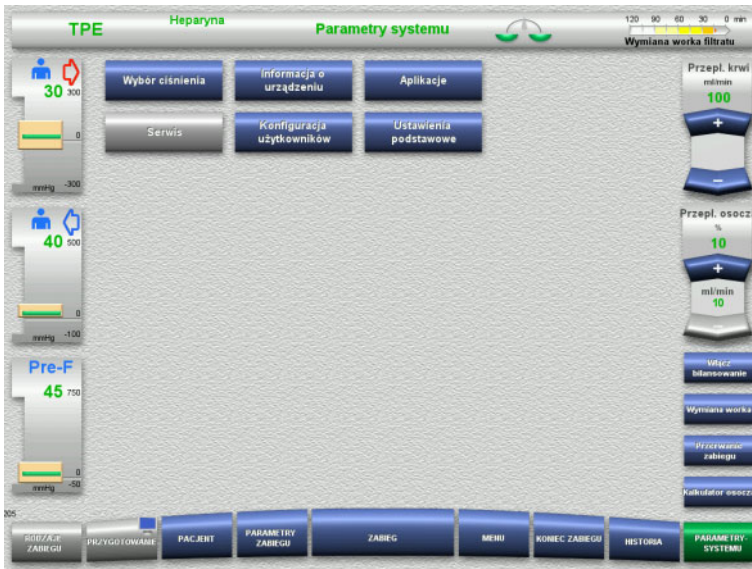 TPE
Heparyna
Parametry systemu
120 90 60 30 0 min
Wymiana worka filtratu
30 300
0
mmHg -300
40 500
0
mmHg -100
Pre-F
45 750
0
mmHg -50
Wybór ciśnienia
Informacja o
urządzeniu
Aplikacje
Serwis
Konfiguracja
użytkowników
Ustawienia
podstawowe
Przepł. krwi
ml/min
100
+
–
Przepł. osocz
%
10
+
ml/min
10
–
Włącz
bilansowanie
Wymiana worka
Przerwanie
zabiegu
Kalkulator osocz
205
RODZAJE
ZABIEGU
PRZYGOTOWANIE
PACJENT
PARAMETRY
ZABIEGU
ZABIEG
MENU
KONIEC ZABIEGU
HISTORIA
PARAMETRY-
SYSTEMU